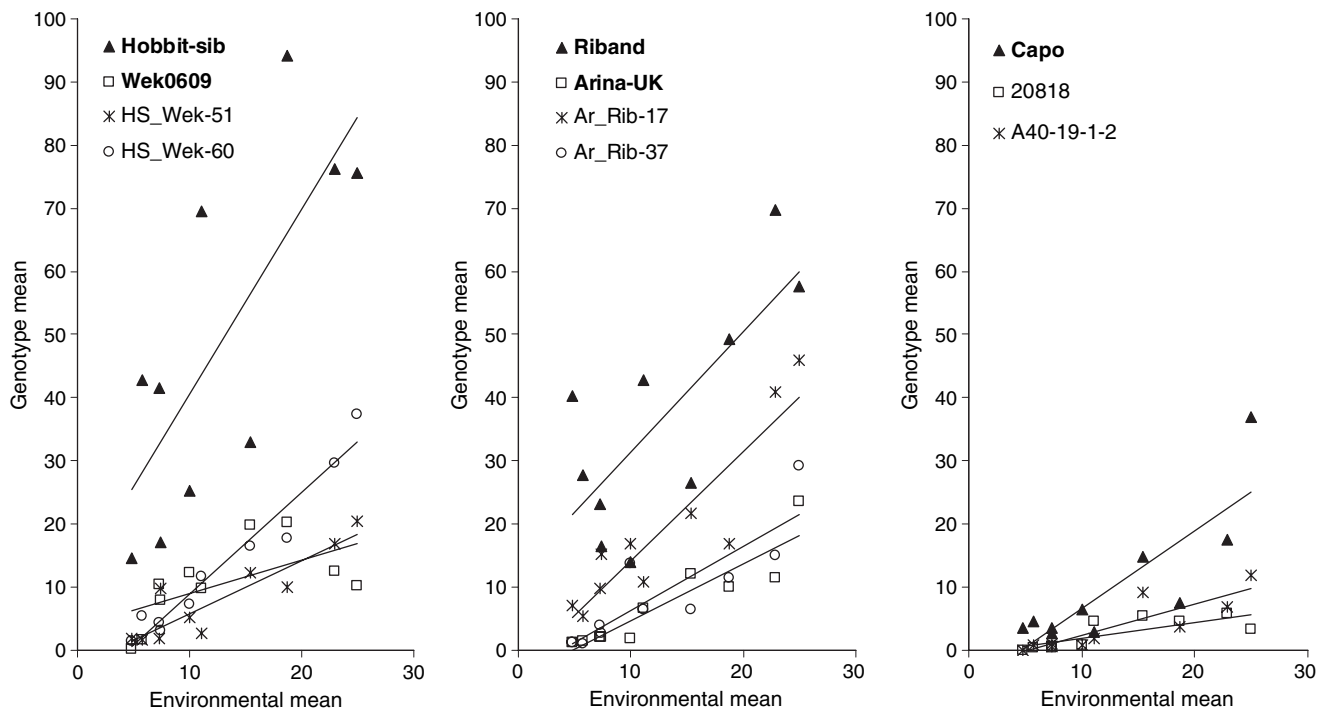 100
90
80
70
60
50
40
30
20
10
0
Genotype mean
Hobbit-sib
Wek0609
HS_Wek-51
HS_Wek-60
0
10
20
30
Environmental mean
100
90
80
70
60
50
40
30
20
10
0
Genotype mean
Riband
Arina-UK
Ar_Rib-17
Ar_Rib-37
0
10
20
30
Environmental mean
100
90
80
70
60
50
40
30
20
10
0
Genotype mean
Capo
20818
A40-19-1-2
0
10
20
30
Environmental mean